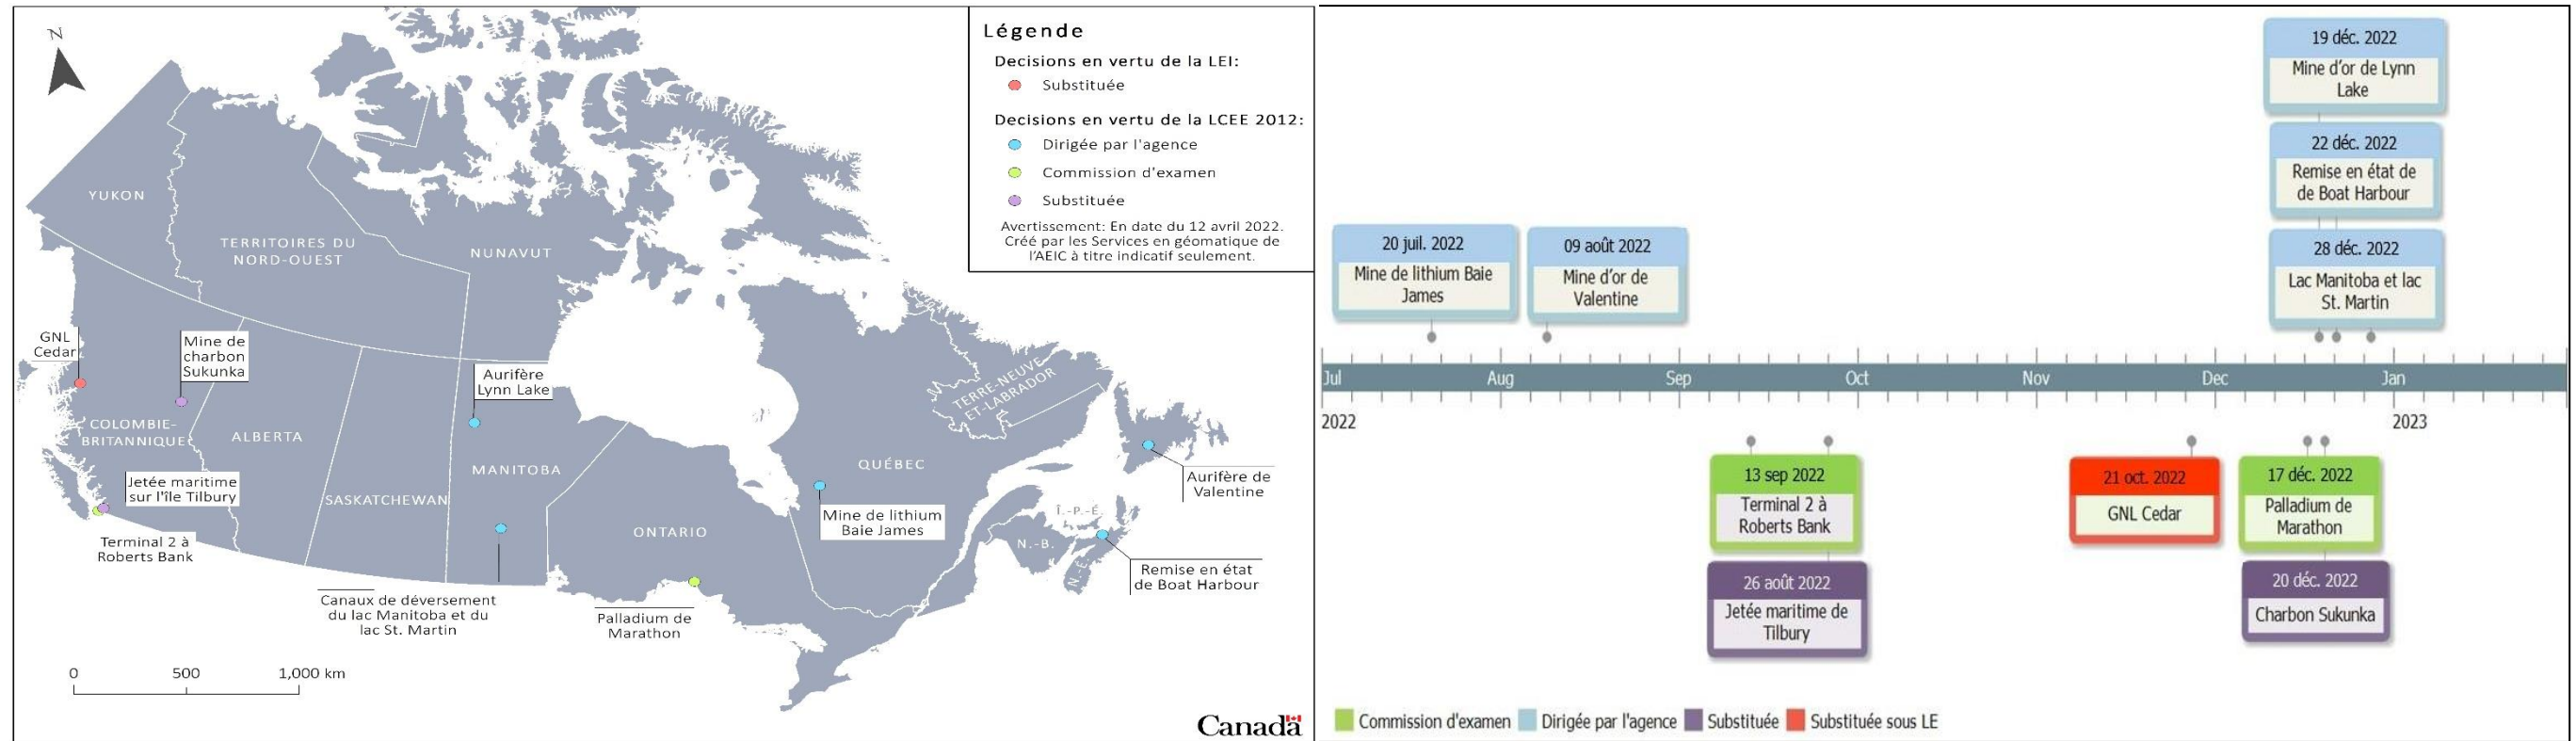 N
Légende
Decisions en vertu de la LEI:
Substituée
Decisions en vertu de la LCEE 2012:
Dirigée par l'agence
Commission d'examen
Substituée
Avertissement: En date du 12 avril 2022.
Créé par les Services en géomatique de
l'AEIC à titre indicatif seulement.
YUKON
TERRITOIRES DU
NORD-OUEST
NUNAVUT
GNL
Cedar
Mine de
charbon
Sukunka
Aurifère
Lynn Lake
COLOMBIE-
BRITANNIQUE
ALBERTA
SASKATCHEWAN
MANITOBA
ONTARIO
QUÉBEC
TERRE-NEUVE-
ET-LABRADOR
Î.-P.-É.
N.-B.
N.-É.
Jetée maritime
sur l'île Tilbury
Terminal 2 à
Roberts Bank
Canaux de déversement
du lac Manitoba et du
lac St. Martin
Palladium de
Marathon
Mine de lithium
Baie James
Aurifère de
Valentine
Remise en état
de Boat Harbour
0 500 1,000 km
Canada
19 déc. 2022
Mine d'or de Lynn
Lake
22 déc. 2022
Remise en état de
de Boat Harbour
20 juil. 2022
Mine de lithium Baie
James
09 août 2022
Mine d'or de
Valentine
28 déc. 2022
Lac Manitoba et lac
St. Martin
Jul Aug Sep Oct Nov Dec Jan
2022 2023
13 sep 2022
Terminal 2 à
Roberts Bank
21 oct. 2022
GNL Cedar
17 déc. 2022
Palladium de
Marathon
26 août 2022
Jetée maritime de
Tilbury
20 déc. 2022
Charbon Sukunka
Commission d'examen Dirigée par l'agence Substituée Substituée sous LE